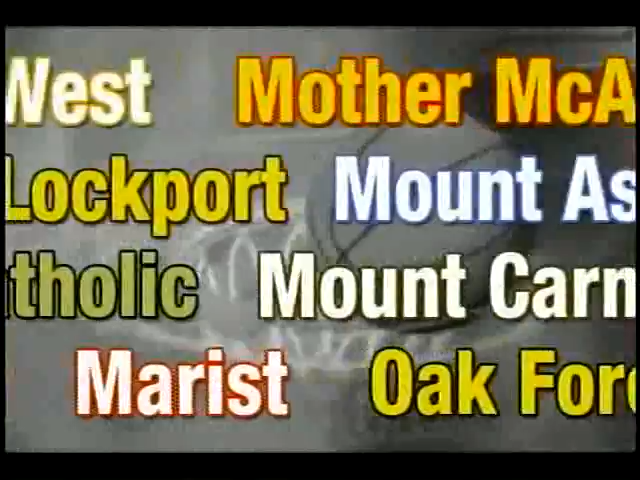 West Mother McA
Lockport Mount As
tholic Mount Carn
Marist Oak Fore